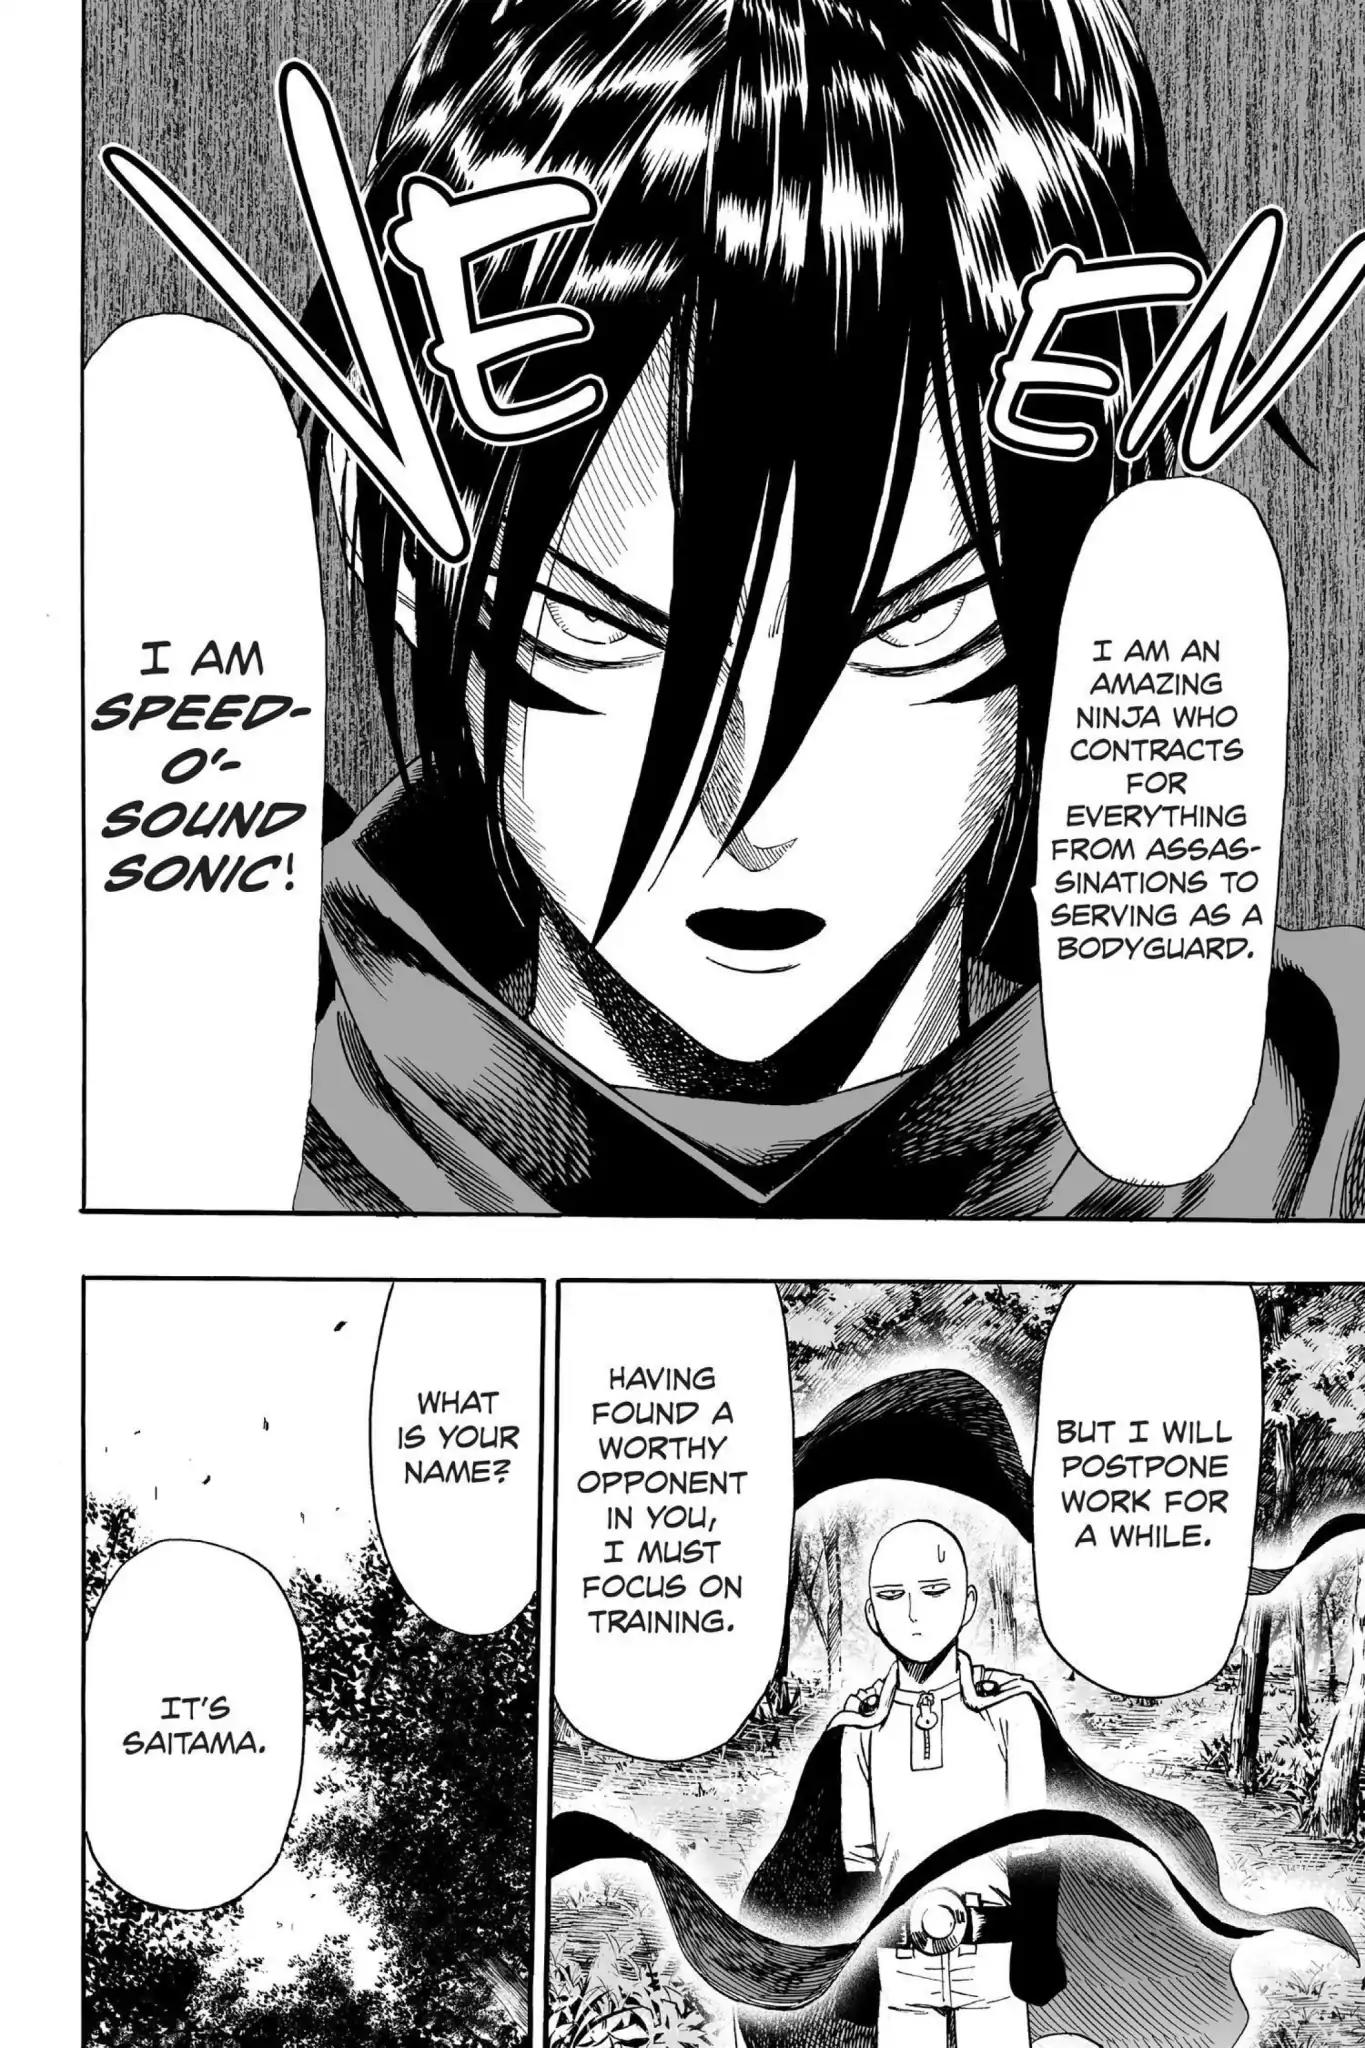 VE EN
I AM AN
AMAZING
NINJA WHO
CONTRACTS
FOR
EVERYTHING
FROM ASSAS-
SINATIONS TO
SERVING AS A
BODYGUARD.
I AM
SPEED-
O'-
SOUND
SONIC!
BUT I WILL
POSTPONE
WORK FOR
A WHILE.
HAVING
FOUND A
WORTHY
OPPONENT
IN YOU,
I MUST
FOCUS ON
TRAINING.
WHAT
IS YOUR
NAME?
IT'S
SAITAMA.